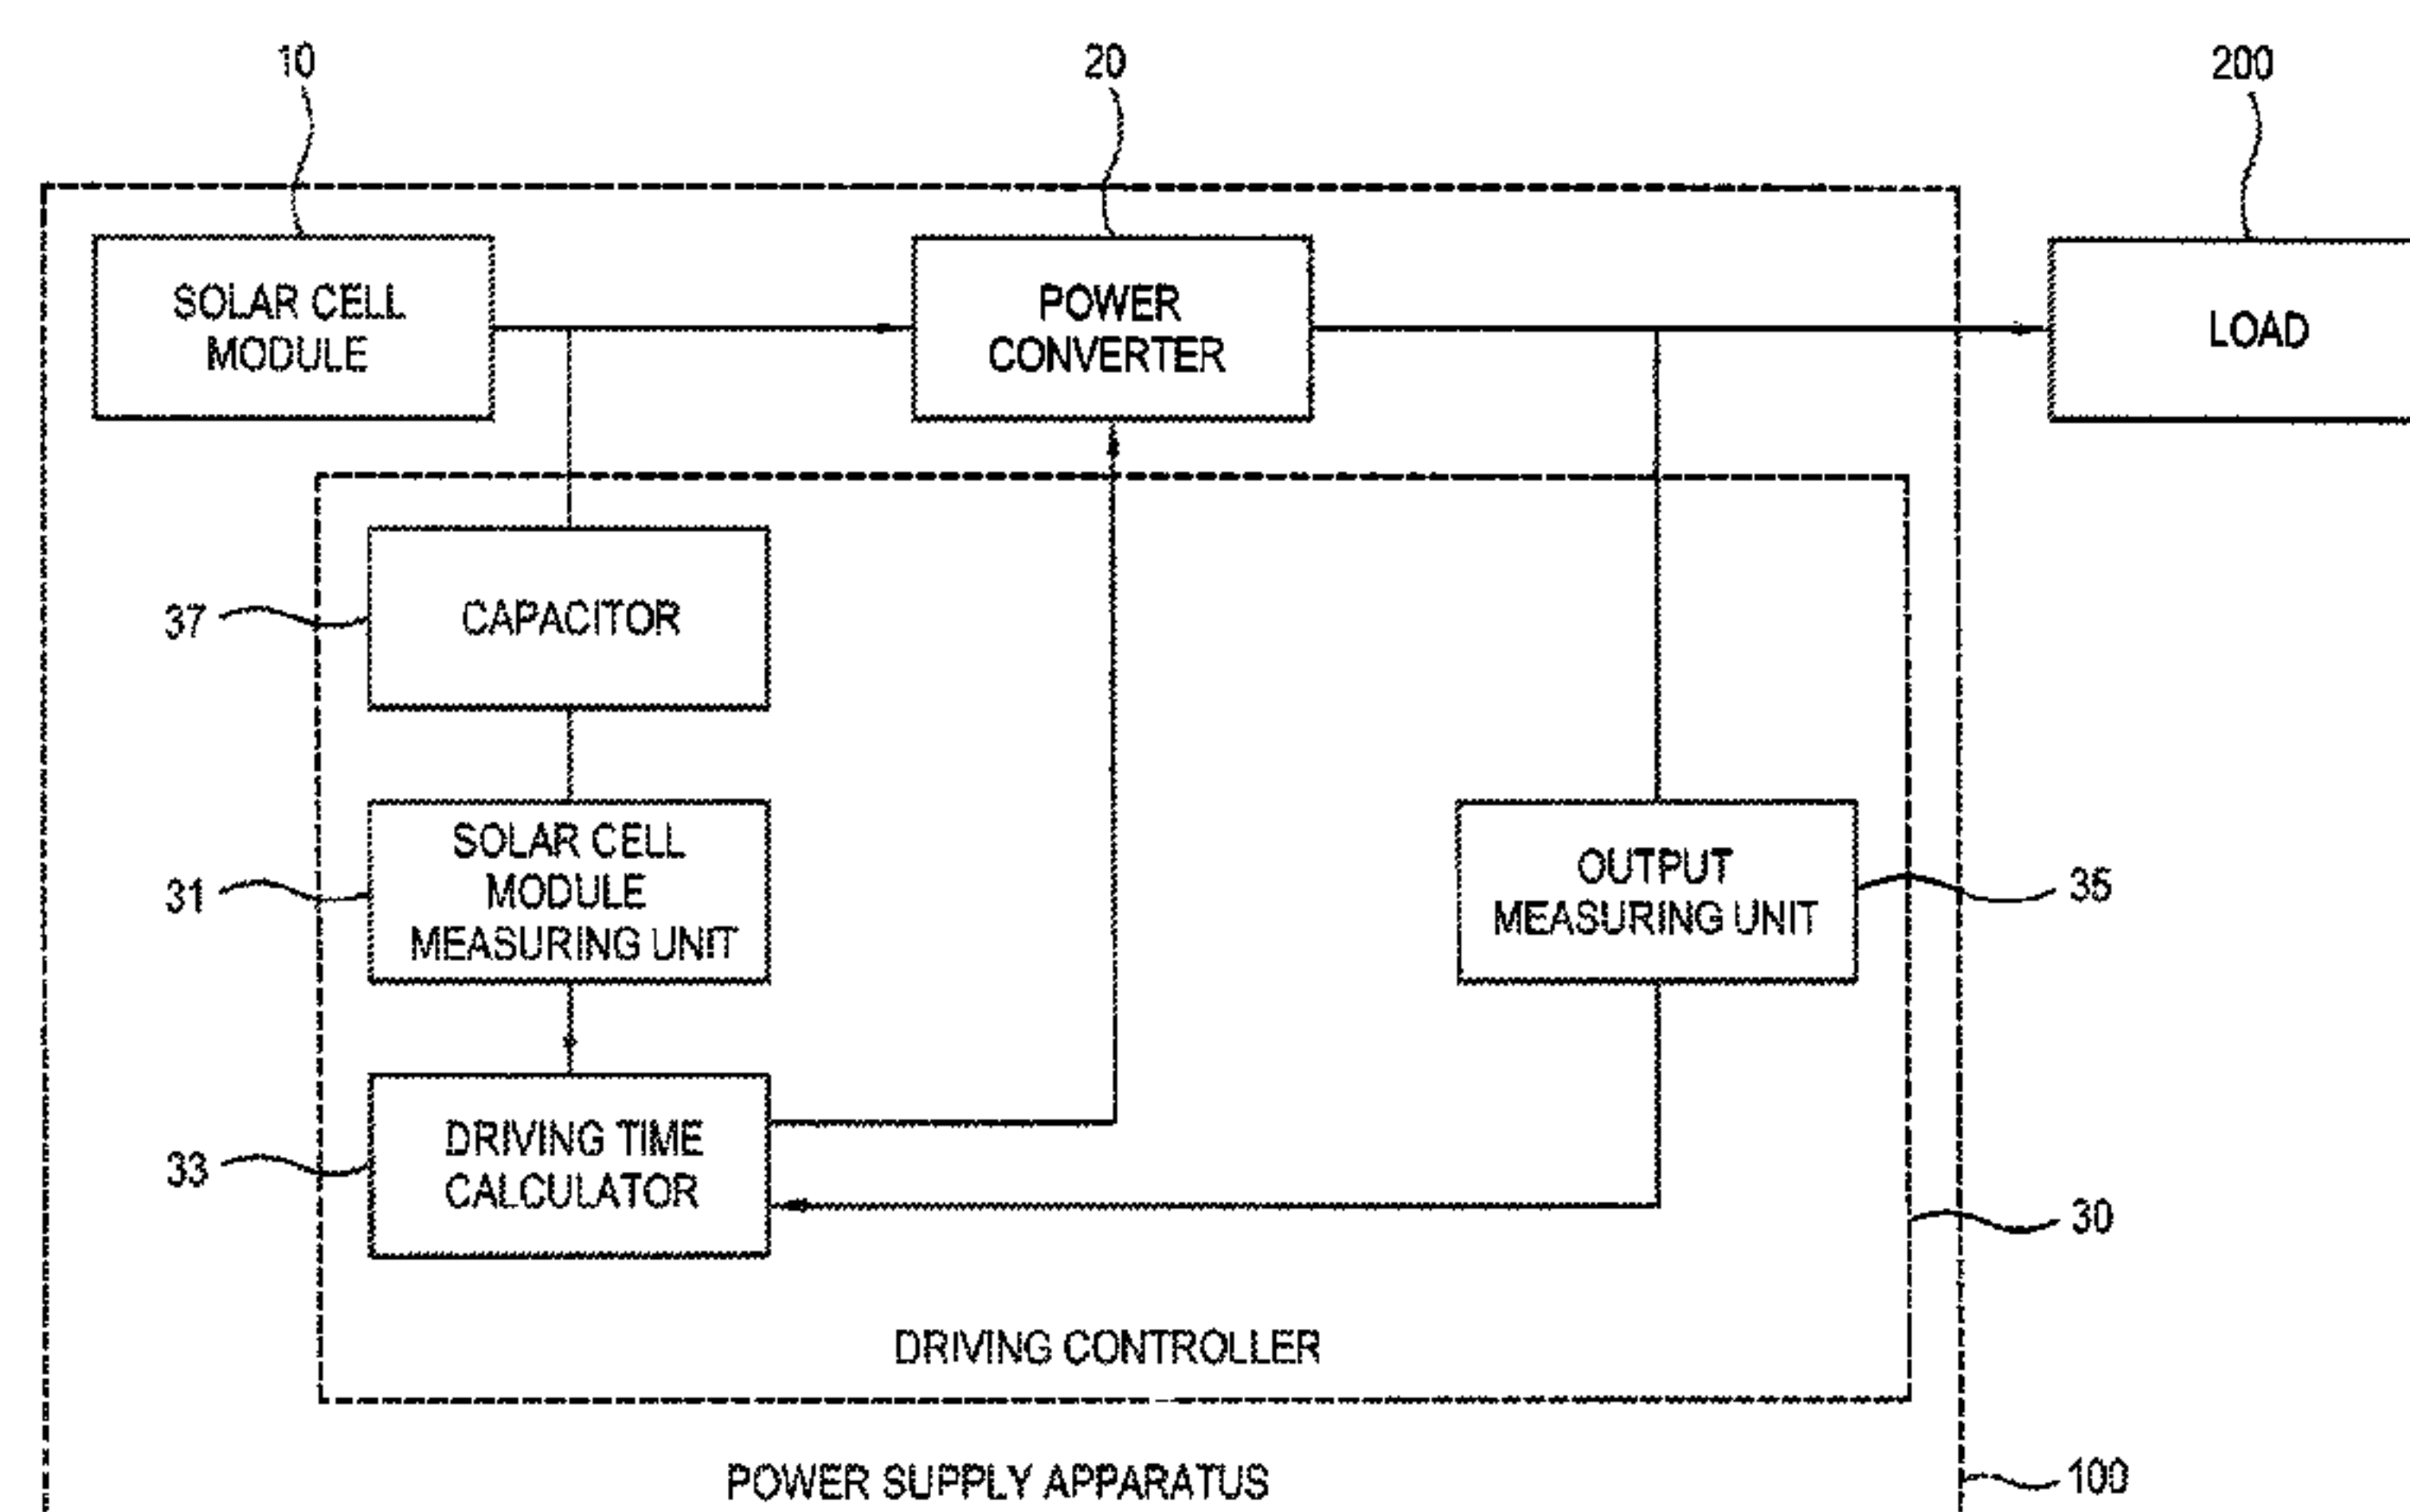 10
20
200
SOLAR CELL
MODULE
POWER
CONVERTER
LOAD
37
CAPACITOR
31
SOLAR CELL
MODULE
MEASURING UNIT
OUTPUT
MEASURING UNIT
35
33
DRIVING TIME
CALCULATOR
30
DRIVING CONTROLLER
POWER SUPPLY APPARATUS
100